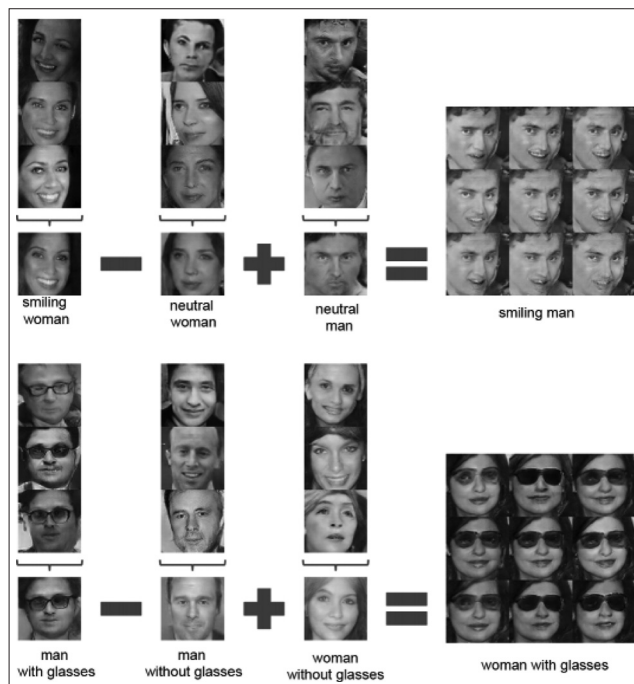 smiling
woman
neutral
woman
neutral
man
smiling man
man
with glasses
man
without glasses
woman
without glasses
woman with glasses